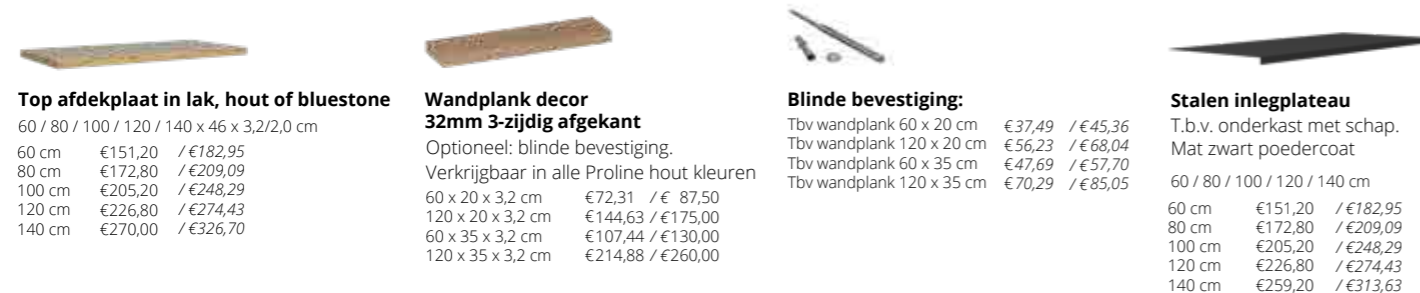 Top afdekplaat in lak, hout of bluestone
60 / 80 / 100 / 120 / 140 x 46 x 3,2/2,0 cm
60 cm €151,20 / €182,95
80 cm €172,80 / €209,09
100 cm €205,20 / €248,29
120 cm €226,80 / €274,43
140 cm €270,00 / €326,70
Wandplank decor
32mm 3-zijdig afgekant
Optioneel: blinde bevestiging.
Verkrijgbaar in alle Proline hout kleuren
60 x 20 x 3,2 cm €72,31 / € 87,50
120 x 20 x 3,2 cm €144,63 / €175,00
60 x 35 x 3,2 cm €107,44 / €130,00
120 x 35 x 3,2 cm €214,88 / €260,00
Blinde bevestiging:
Tbv wandplank 60 x 20 cm €37,49 / €45,36
Tbv wandplank 120 x 20 cm €56,23 / €68,04
Tbv wandplank 60 x 35 cm €47,69 / €57,70
Tbv wandplank 120 x 35 cm €70,29 / €85,05
Stalen inlegplateau
T.b.v. onderkast met schap.
Mat zwart poedercoat
60 / 80 / 100 / 120 / 140 cm
60 cm €151,20 / €182,95
80 cm €172,80 / €209,09
100 cm €205,20 / €248,29
120 cm €226,80 / €274,43
140 cm €259,20 / €313,63